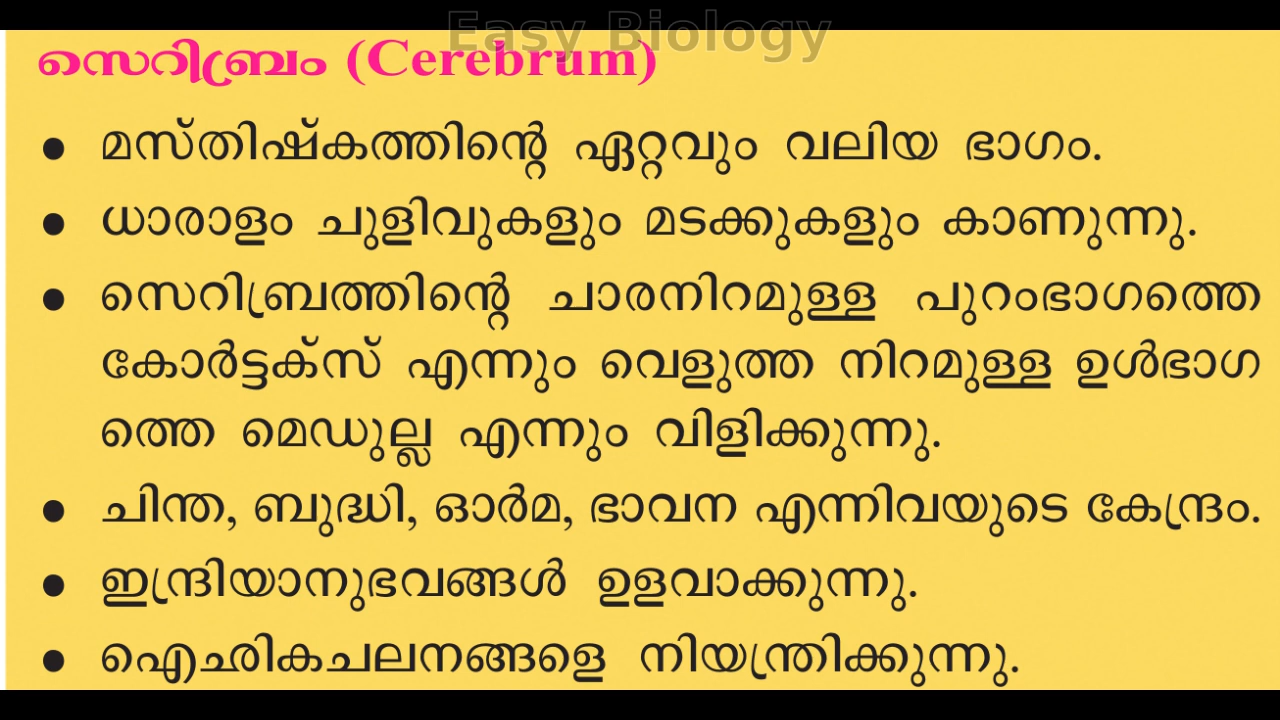 Easy Biology
സെറിബ്രം (Cerebrum)
• മസ്തിഷ്കത്തിന്റെ ഏറ്റവും വലിയ ഭാഗം.
• ധാരാളം ചുളിവുകളും മടക്കുകളും കാണുന്നു.
• സെറിബ്രത്തിന്റെ ചാരനിറമുള്ള പുറംഭാഗത്തെ
കോർട്ടക്സ് എന്നും വെളുത്ത നിറമുള്ള ഉൾഭാഗ
ത്തെ മെഡുല്ല എന്നും വിളിക്കുന്നു.
• ചിന്ത, ബുദ്ധി, ഓർമ, ഭാവന എന്നിവയുടെ കേന്ദ്രം.
• ഇന്ദ്രിയാനുഭവങ്ങൾ ഉളവാക്കുന്നു.
• ഐഛികചലനങ്ങളെ നിയന്ത്രിക്കുന്നു.